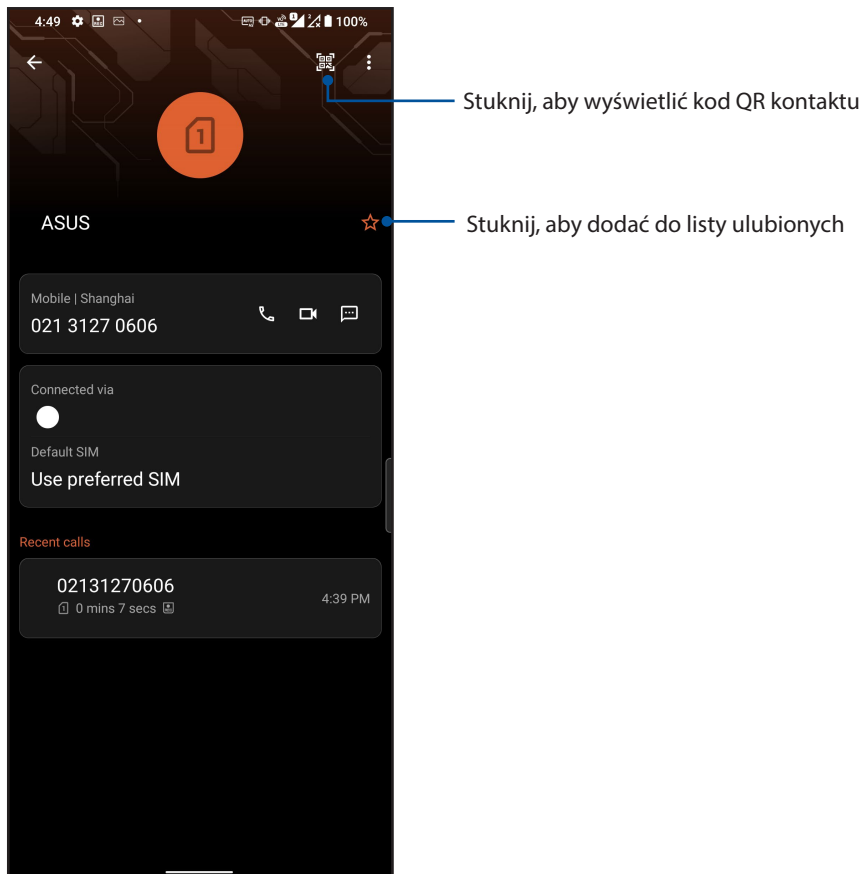 4:49 100%
Stuknij, aby wyświetlić kod QR kontaktu
1
ASUS
Stuknij, aby dodać do listy ulubionych
Mobile | Shanghai
021 3127 0606
Connected via
Default SIM
Use preferred SIM
Recent calls
02131270606
4:39 PM
1 0 mins 7 secs